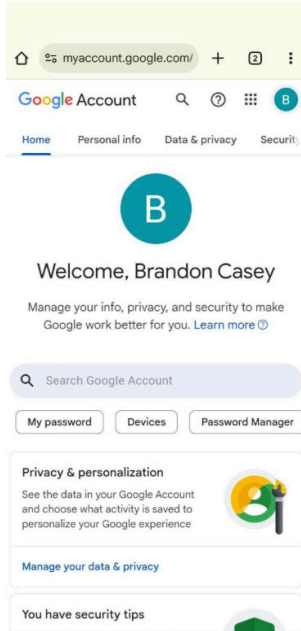 myaccount.google.com/
2
Google Account
B
Home Personal info Data & privacy Security
B
Welcome, Brandon Casey
Manage your info, privacy, and security to make
Google work better for you. Learn more
Search Google Account
My password Devices Password Manager
Privacy & personalization
See the data in your Google Account
and choose what activity is saved to
personalize your Google experience
Manage your data & privacy
You have security tips